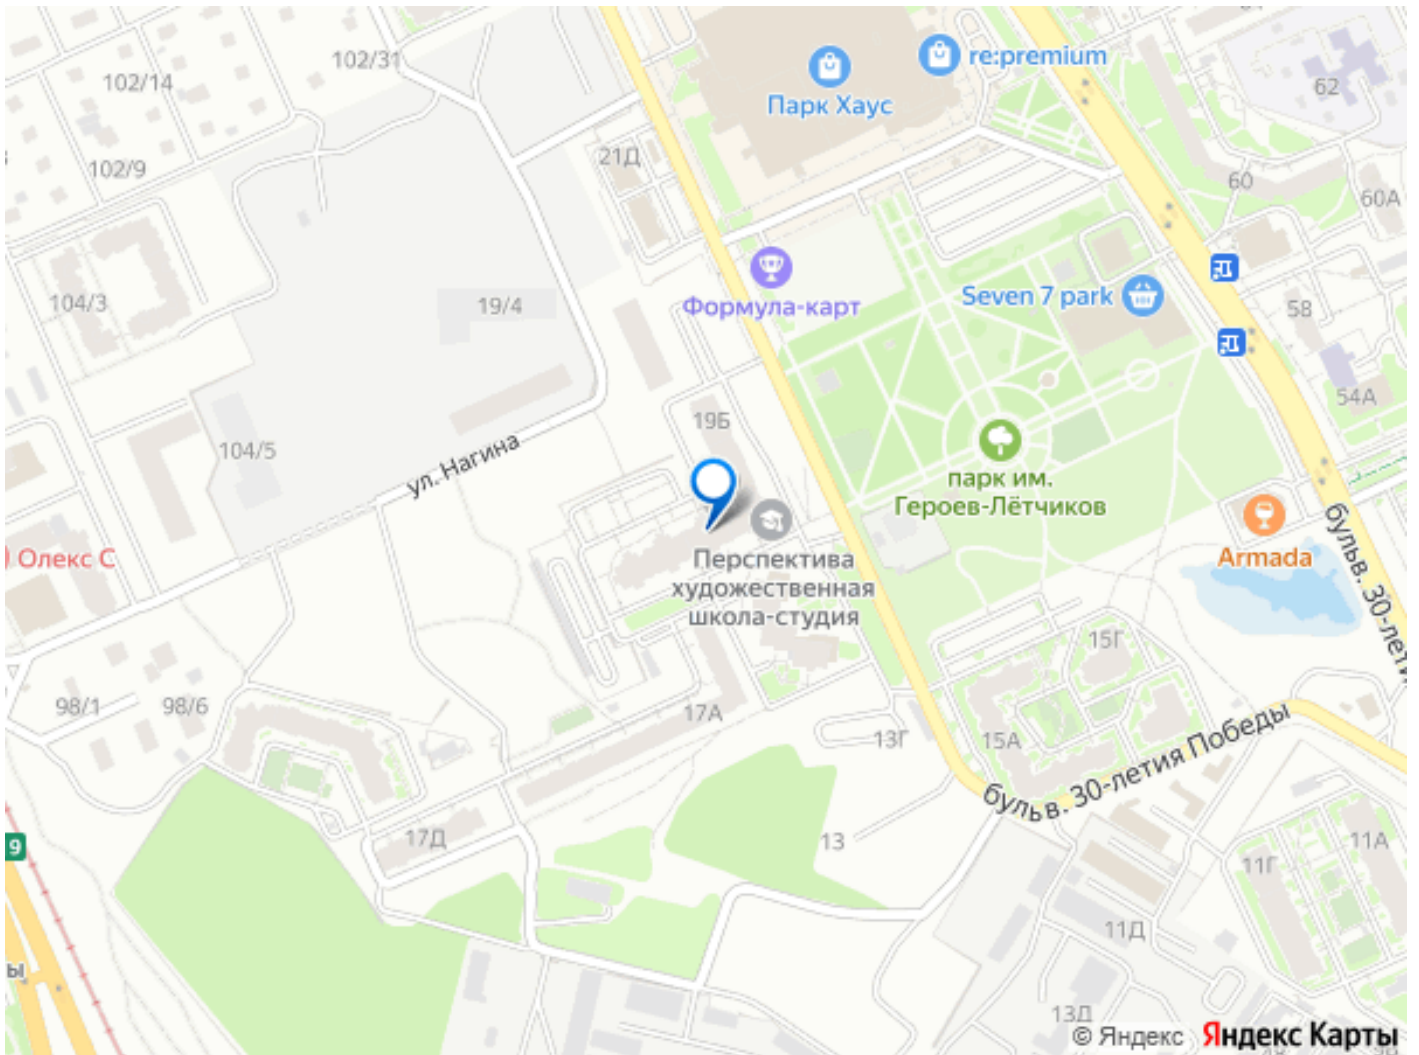 102/31
102/14
102/9
re:premium
Парк Хаус
62
21Д
60
60А
104/3
19/4
Формула-карт
Seven 7 park
58
54А
19Б
104/5
ул. Нагина
парк им.
Героев-Лётчиков
Armada
бульв. 30-лети
Олекс С
Перспектива
художественная
школа-студия
15Г
98/1
98/6
17А
13Г
15А
бульв. 30-летия Победы
17Д
13
9
11А
11Г
11Д
ы
13Д
© Яндекс Яндекс Карты